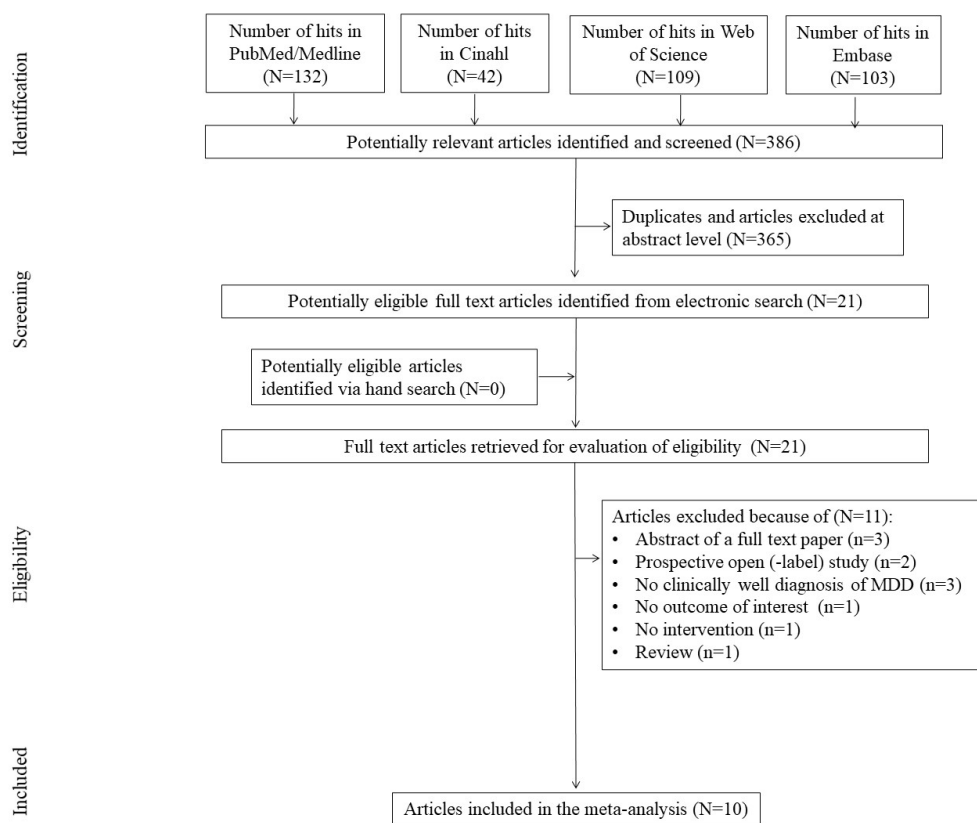 Identification
Number of hits in
PubMed/Medline
(N=132)
Number of hits
in Cinahl
(N=42)
Number of hits in Web
of Science
(N=109)
Number of hits in
Embase
(N=103)
Potentially relevant articles identified and screened (N=386)
Duplicates and articles excluded at
abstract level (N=365)
Screening
Potentially eligible full text articles identified from electronic search (N=21)
Potentially eligible articles
identified via hand search (N=0)
Full text articles retrieved for evaluation of eligibility (N=21)
Eligibility
Articles excluded because of (N=11):
• Abstract of a full text paper (n=3)
• Prospective open (-label) study (n=2)
• No clinically well diagnosis of MDD (n=3)
• No outcome of interest (n=1)
• No intervention (n=1)
• Review (n=1)
Included
Articles included in the meta-analysis (N=10)